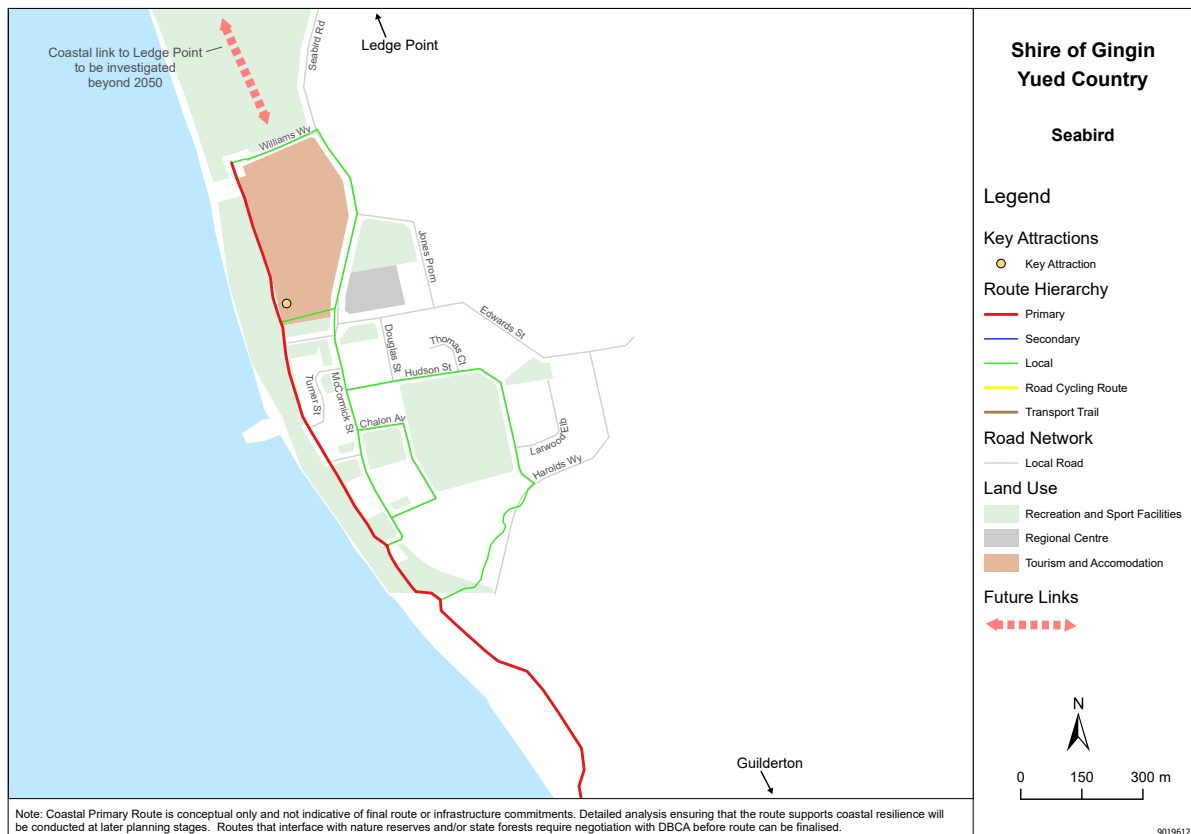 Coastal link to Ledge Point
to be investigated
beyond 2050
Seabird Rd
Ledge Point
Williams Wy
Jones Prom
Edwards St
Douglas St
Thomas Ct
Hudson St
McCormick St
Turner St
Chalon Av
Larwood Elb
Harolds Wy
Guilderton
Note: Coastal Primary Route is conceptual only and not indicative of final route or infrastructure commitments. Detailed analysis ensuring that the route supports coastal resilience will
be conducted at later planning stages. Routes that interface with nature reserves and/or state forests require negotiation with DBCA before route can be finalised.
Shire of Gingin
Yued Country
Seabird
Legend
Key Attractions
Key Attraction
Route Hierarchy
Primary
Secondary
Local
Road Cycling Route
Transport Trail
Road Network
Local Road
Land Use
Recreation and Sport Facilities
Regional Centre
Tourism and Accomodation
Future Links
N
0 150 300 m
9019612